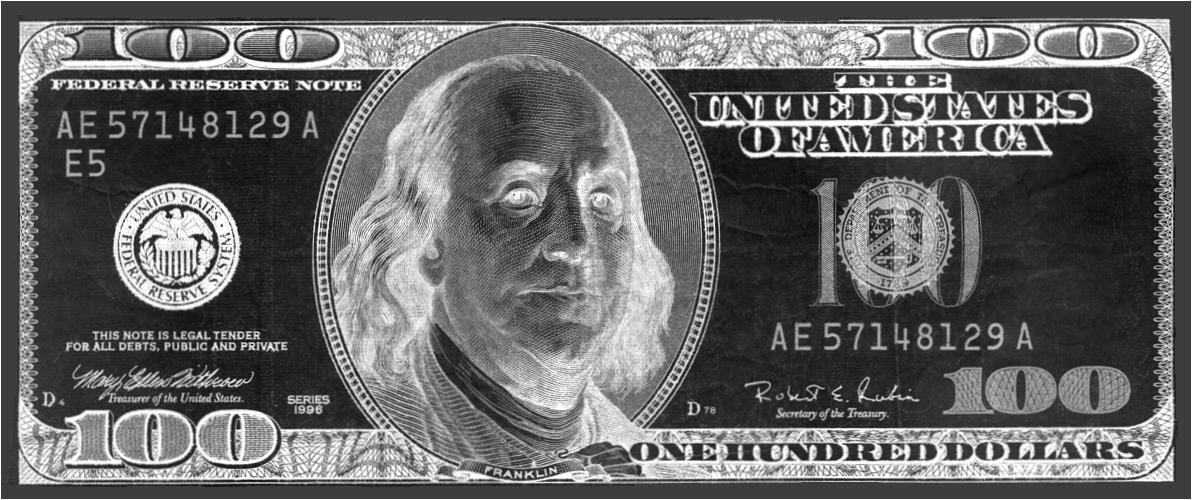 100 100
FEDERAL RESERVE NOTE
THE
UNITED STATES
OF AMERICA
AE 57148129 A
E5
UNITED STATES
FEDERAL RESERVE SYSTEM
100
DEPARTMENT OF THE TREASURY
1789
AE 57148129 A
THIS NOTE IS LEGAL TENDER
FOR ALL DEBTS, PUBLIC AND PRIVATE
Mary Ellen Withrow
Treasurer of the United States.
D 4
SERIES
1996
D 78
Robert E. Rubin
Secretary of the Treasury.
100
100
FRANKLIN
ONE HUNDRED DOLLARS